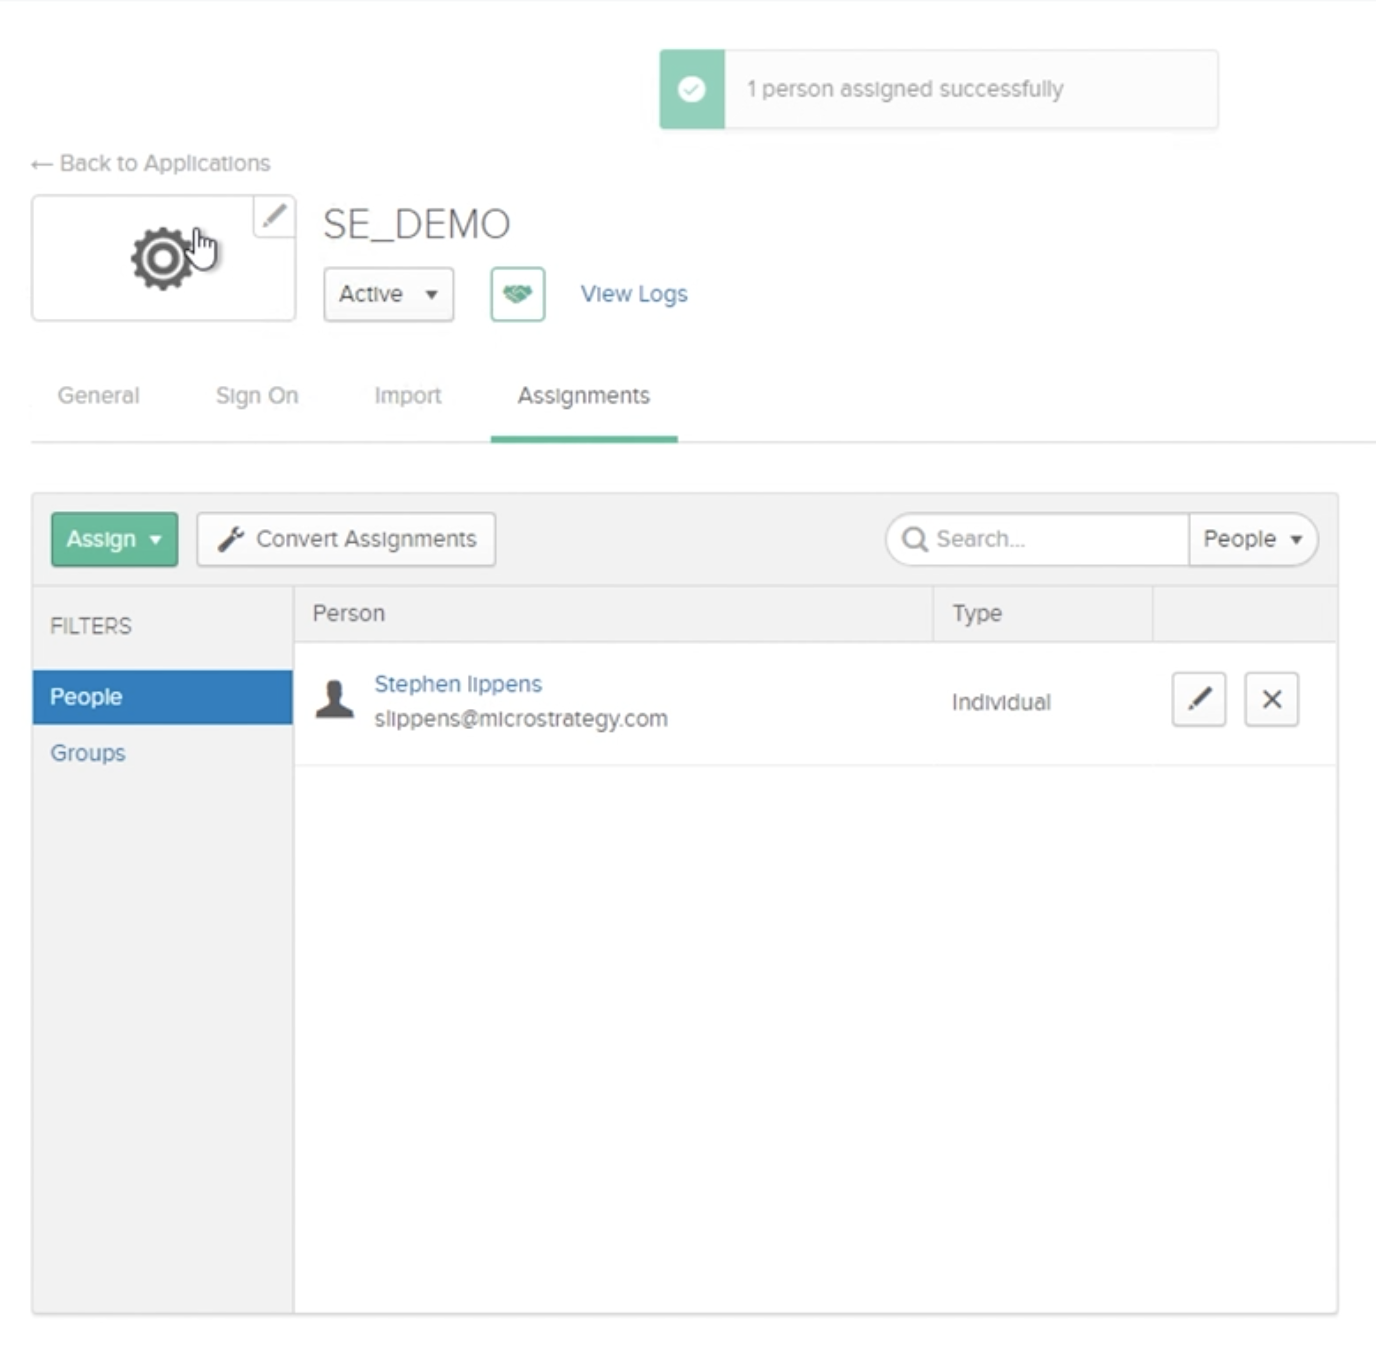 1 person assigned successfully
← Back to Applications
SE_DEMO
Active
View Logs
General
Sign On
Import
Assignments
Assign
Convert Assignments
Search...
People
FILTERS
Person
Type
People
Groups
Stephen lippens
slippens@microstrategy.com
Individual